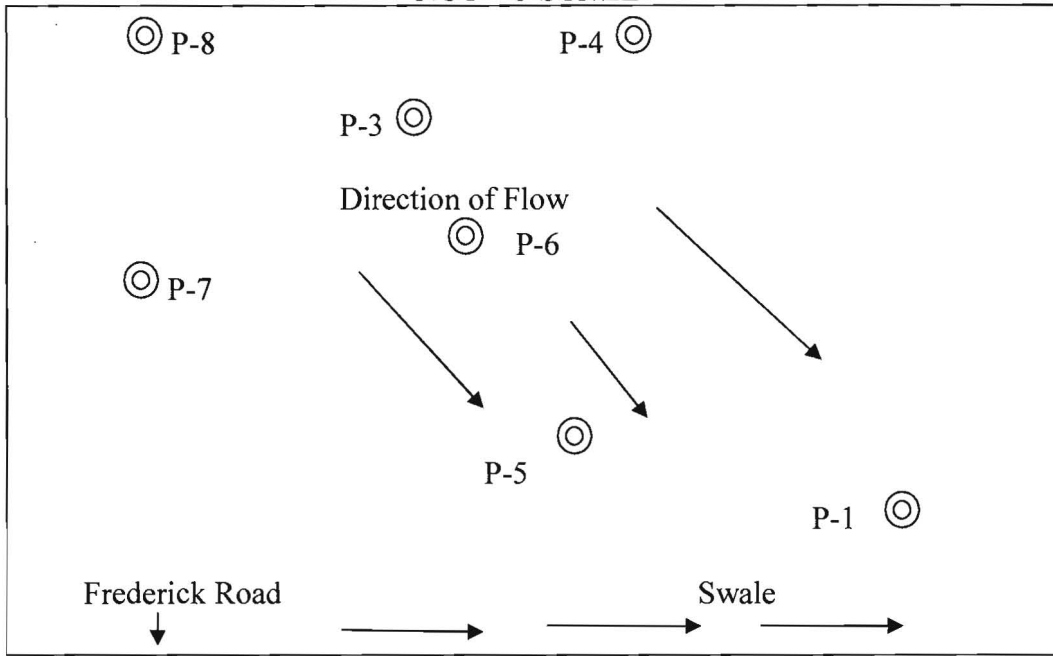 P-8
P-4
P-3
Direction of Flow
P-6
P-7
P-5
P-1
Frederick Road
Swale